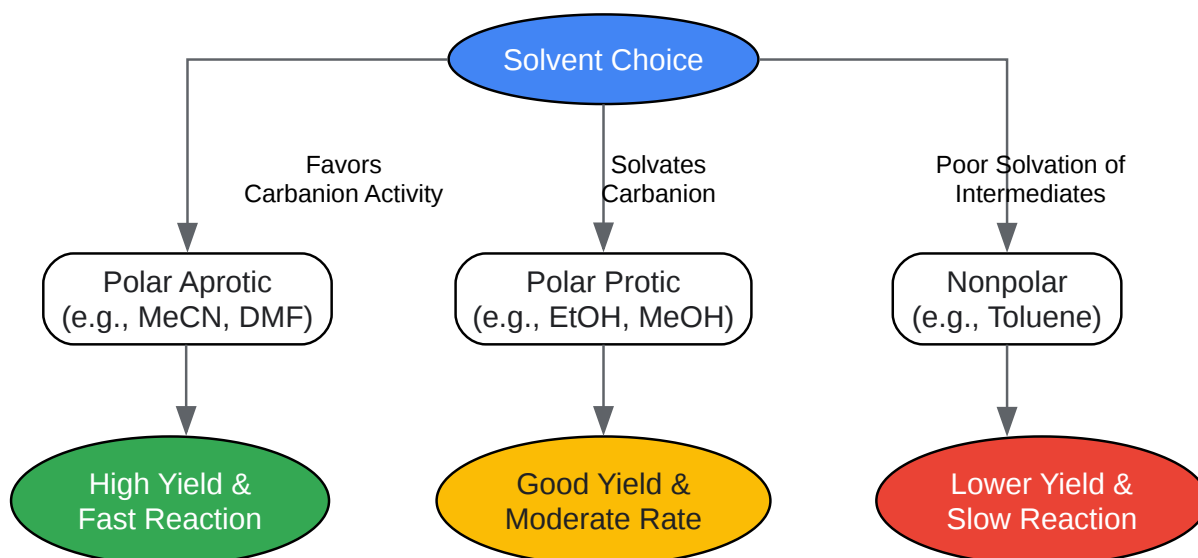 Solvent Choice
Favors
Carbanion Activity
Solvates
Carbanion
Poor Solvation of
Intermediates
Polar Aprotic
(e.g., MeCN, DMF)
Polar Protic
(e.g., EtOH, MeOH)
Nonpolar
(e.g., Toluene)
High Yield &
Fast Reaction
Good Yield &
Moderate Rate
Lower Yield &
Slow Reaction